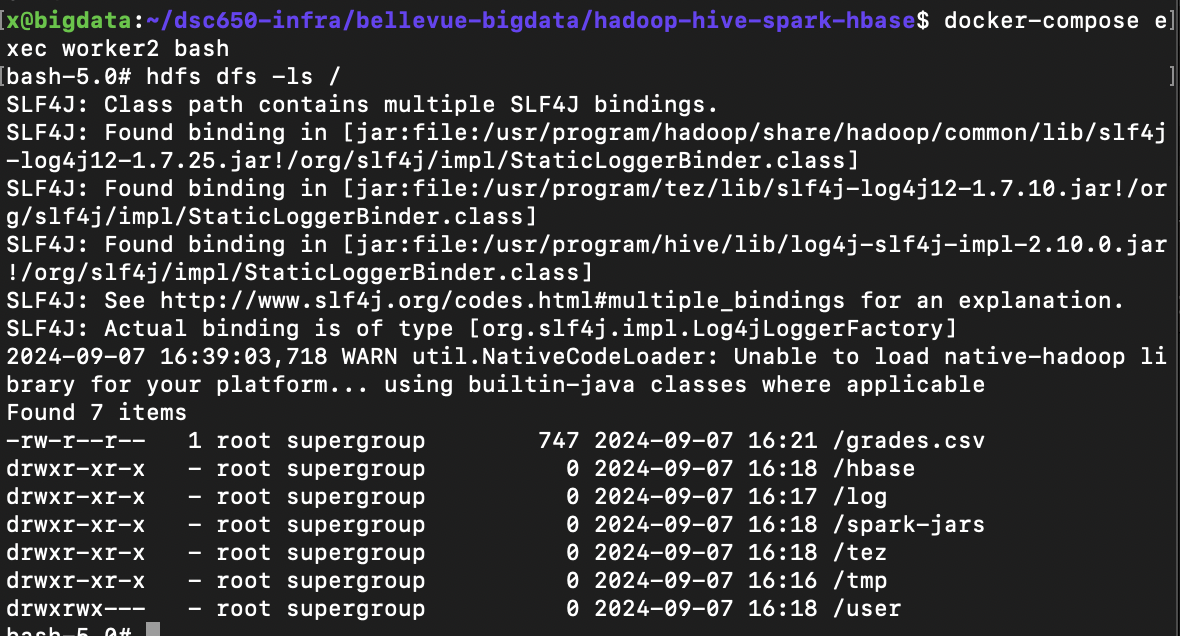 [x@bigdata:~/dsc650-infra/bellevue-bigdata/hadoop-hive-spark-hbase$ docker-compose e]
xec worker2 bash
[bash-5.0# hdfs dfs -ls / ]
SLF4J: Class path contains multiple SLF4J bindings.
SLF4J: Found binding in [jar:file:/usr/program/hadoop/share/hadoop/common/lib/slf4j
-log4j12-1.7.25.jar!/org/slf4j/impl/StaticLoggerBinder.class]
SLF4J: Found binding in [jar:file:/usr/program/tez/lib/slf4j-log4j12-1.7.10.jar!/or
g/slf4j/impl/StaticLoggerBinder.class]
SLF4J: Found binding in [jar:file:/usr/program/hive/lib/log4j-slf4j-impl-2.10.0.jar
!/org/slf4j/impl/StaticLoggerBinder.class]
SLF4J: See http://www.slf4j.org/codes.html#multiple_bindings for an explanation.
SLF4J: Actual binding is of type [org.slf4j.impl.Log4jLoggerFactory]
2024-09-07 16:39:03,718 WARN util.NativeCodeLoader: Unable to load native-hadoop li
brary for your platform... using builtin-java classes where applicable
Found 7 items
-rw-r--r--   1 root supergroup        747 2024-09-07 16:21 /grades.csv
drwxr-xr-x   - root supergroup          0 2024-09-07 16:18 /hbase
drwxr-xr-x   - root supergroup          0 2024-09-07 16:17 /log
drwxr-xr-x   - root supergroup          0 2024-09-07 16:18 /spark-jars
drwxr-xr-x   - root supergroup          0 2024-09-07 16:18 /tez
drwxr-xr-x   - root supergroup          0 2024-09-07 16:16 /tmp
drwxrwx---   - root supergroup          0 2024-09-07 16:18 /user
bash-5.0#